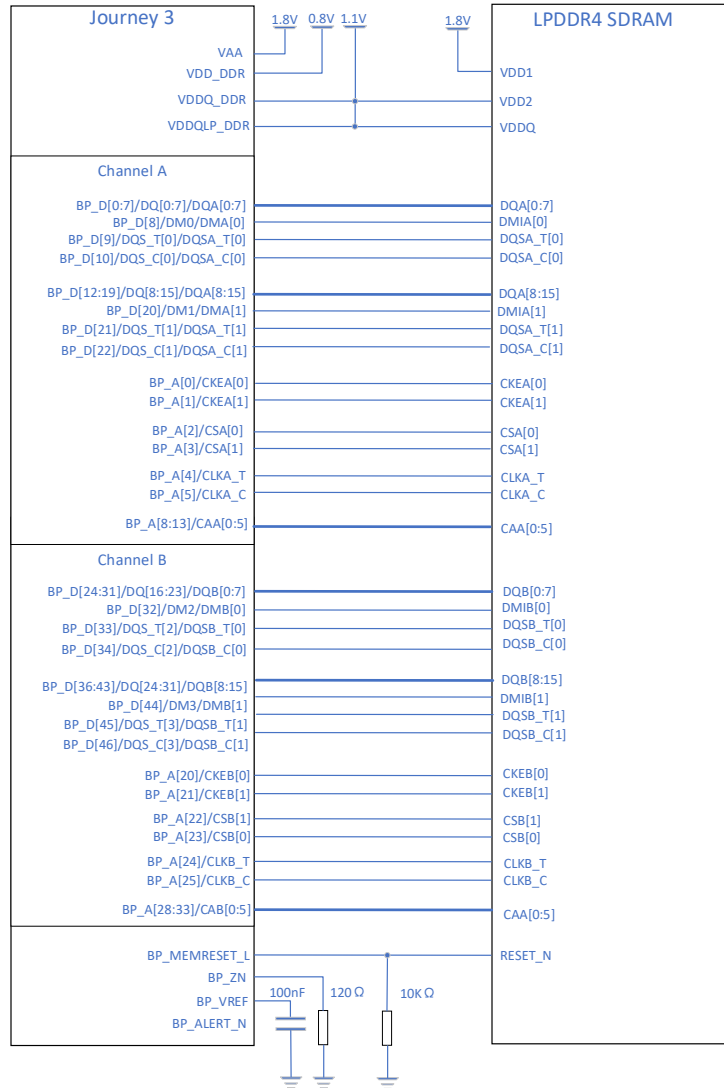 Journey 3
LPDDR4 SDRAM
1.8V 0.8V 1.1V 1.8V
VAA
VDD_DDR VDD1
VDDQ_DDR VDD2
VDDQLP_DDR VDDQ
Channel A
BP_D[0:7]/DQ[0:7]/DQA[0:7] DQA[0:7]
BP_D[8]/DM0/DMA[0] DMIA[0]
BP_D[9]/DQS_T[0]/DQSA_T[0] DQSA_T[0]
BP_D[10]/DQS_C[0]/DQSA_C[0] DQSA_C[0]
BP_D[12:19]/DQ[8:15]/DQA[8:15] DQA[8:15]
BP_D[20]/DM1/DMA[1] DMIA[1]
BP_D[21]/DQS_T[1]/DQSA_T[1] DQSA_T[1]
BP_D[22]/DQS_C[1]/DQSA_C[1] DQSA_C[1]
BP_A[0]/CKEA[0] CKEA[0]
BP_A[1]/CKEA[1] CKEA[1]
BP_A[2]/CSA[0] CSA[0]
BP_A[3]/CSA[1] CSA[1]
BP_A[4]/CLKA_T CLKA_T
BP_A[5]/CLKA_C CLKA_C
BP_A[8:13]/CAA[0:5] CAA[0:5]
Channel B
BP_D[24:31]/DQ[16:23]/DQB[0:7] DQB[0:7]
BP_D[32]/DM2/DMB[0] DMIB[0]
BP_D[33]/DQS_T[2]/DQSB_T[0] DQSB_T[0]
BP_D[34]/DQS_C[2]/DQSB_C[0] DQSB_C[0]
BP_D[36:43]/DQ[24:31]/DQB[8:15] DQB[8:15]
BP_D[44]/DM3/DMB[1] DMIB[1]
BP_D[45]/DQS_T[3]/DQSB_T[1] DQSB_T[1]
BP_D[46]/DQS_C[3]/DQSB_C[1] DQSB_C[1]
BP_A[20]/CKEB[0] CKEB[0]
BP_A[21]/CKEB[1] CKEB[1]
BP_A[22]/CSB[1] CSB[1]
BP_A[23]/CSB[0] CSB[0]
BP_A[24]/CLKB_T CLKB_T
BP_A[25]/CLKB_C CLKB_C
BP_A[28:33]/CAB[0:5] CAA[0:5]
BP_MEMRESET_L RESET_N
BP_ZN
100nF 120Ω 10KΩ
BP_VREF
BP_ALERT_N